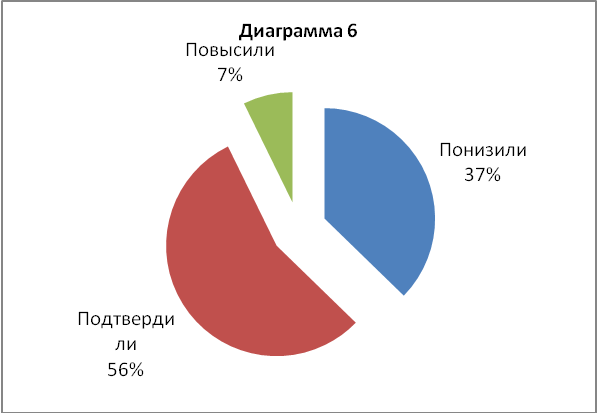 Диаграмма 6
Повысили
7%
Понизили
37%
Подтверди
ли
56%